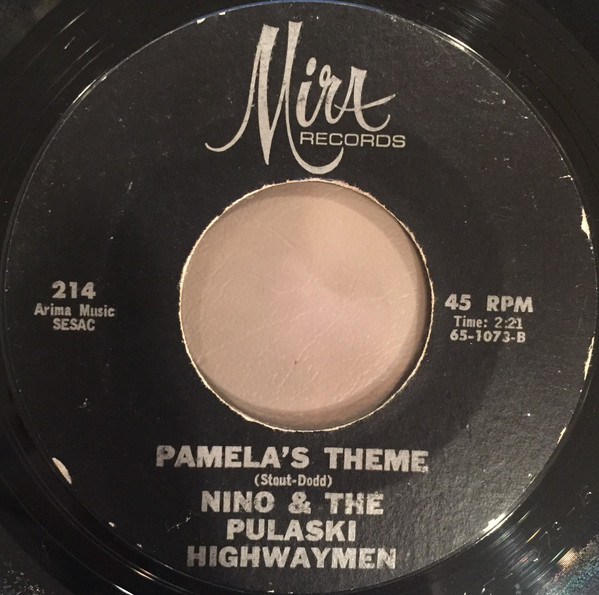 Mira
RECORDS
214
Arima Music
SESAC
45 RPM
Time: 2:21
65-1073-B
PAMELA'S THEME
(Stout-Dodd)
NINO & THE
PULASKI
HIGHWAYMEN